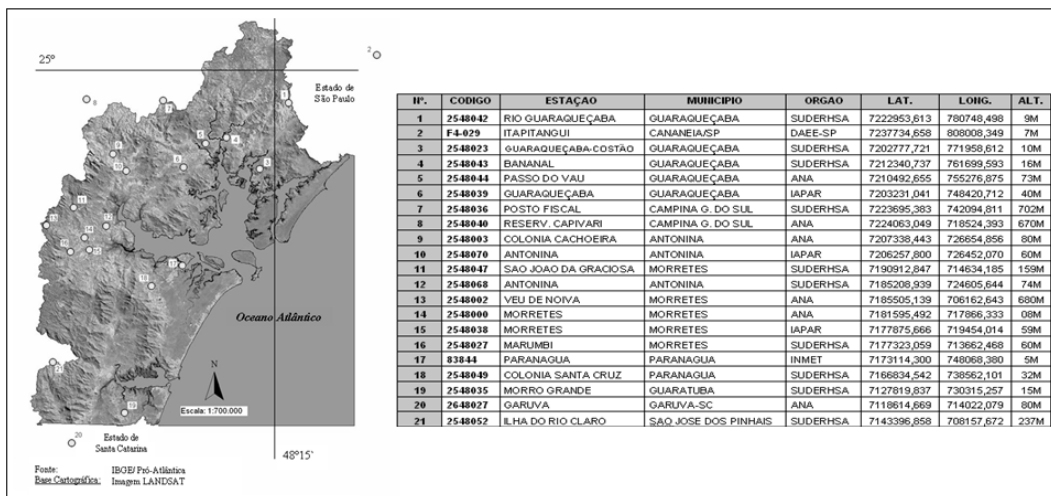 25º
Estado de
São Paulo
Oceano Atlântico
N
Escala: 1:700.000
Estado de
Santa Catarina
48º15`
Fonte: IBGE/ Pró-Atlântica
Base Cartográfica: Imagem LANDSAT
Nº. CODIGO ESTAÇAO MUNICIPIO ORGAO LAT. LONG. ALT.
1 2548042 RIO GUARAQUEÇABA GUARAQUEÇABA SUDERHSA 7222953,613 780748,498 9M
2 F4-029 ITAPITANGUI CANANEIA/SP DAEE-SP 7237734,658 808008,349 7M
3 2548023 GUARAQUEÇABA-COSTÃO GUARAQUEÇABA SUDERHSA 7202777,721 771958,612 10M
4 2548043 BANANAL GUARAQUEÇABA SUDERHSA 7212340,737 761699,593 16M
5 2548044 PASSO DO VAU GUARAQUEÇABA ANA 7210492,655 755276,875 73M
6 2548039 GUARAQUEÇABA GUARAQUEÇABA IAPAR 7203231,041 748420,712 40M
7 2548036 POSTO FISCAL CAMPINA G. DO SUL SUDERHSA 7223695,383 742094,811 702M
8 2548040 RESERV. CAPIVARI CAMPINA G. DO SUL ANA 7224063,049 718524,393 670M
9 2548003 COLONIA CACHOEIRA ANTONINA ANA 7207338,443 726654,856 80M
10 2548070 ANTONINA ANTONINA IAPAR 7206257,800 726452,070 60M
11 2548047 SAO JOAO DA GRACIOSA MORRETES SUDERHSA 7190912,847 714634,185 159M
12 2548068 ANTONINA ANTONINA SUDERHSA 7185208,939 724605,644 74M
13 2548002 VEU DE NOIVA MORRETES ANA 7185505,139 706162,643 680M
14 2548000 MORRETES MORRETES ANA 7181595,492 717866,333 08M
15 2548038 MORRETES MORRETES IAPAR 7177875,666 719454,014 59M
16 2548027 MARUMBI MORRETES SUDERHSA 7177323,059 713662,468 60M
17 83844 PARANAGUA PARANAGUA INMET 7173114,300 748068,380 5M
18 2548049 COLONIA SANTA CRUZ PARANAGUA SUDERHSA 7166834,542 738562,101 32M
19 2548035 MORRO GRANDE GUARATUBA SUDERHSA 7127819,837 730315,257 15M
20 2648027 GARUVA GARUVA-SC ANA 7118614,669 714022,079 80M
21 2548052 ILHA DO RIO CLARO SAO JOSE DOS PINHAIS SUDERHSA 7143396,858 708157,672 237M